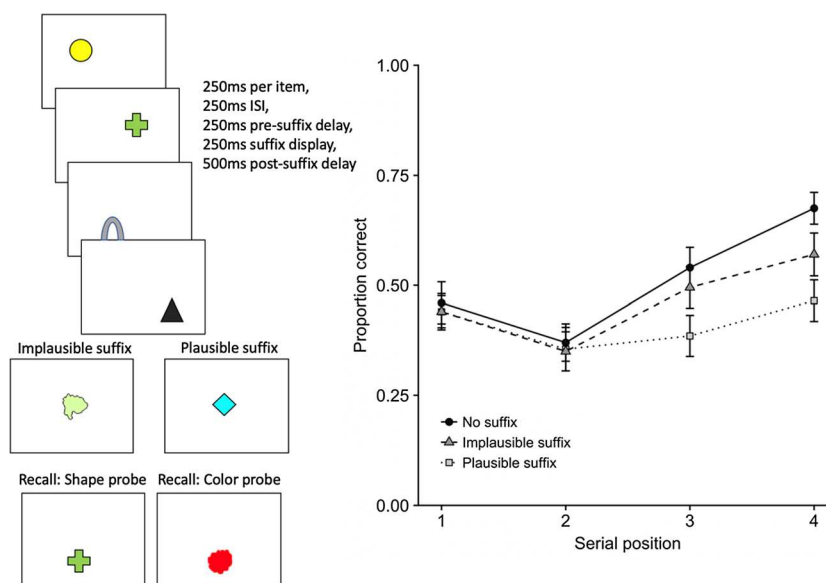 250ms per item,
250ms ISI,
250ms pre-suffix delay,
250ms suffix display,
500ms post-suffix delay
Implausible suffix
Plausible suffix
Recall: Shape probe
Recall: Color probe
Proportion correct
1.00
0.75
0.50
0.25
0.00
No suffix
Implausible suffix
Plausible suffix
1 2 3 4
Serial position